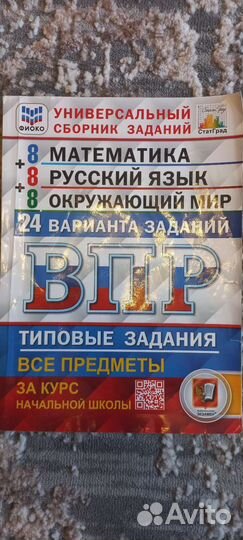 УНИВЕРСАЛЬНЫЙ
СБОРНИК ЗАДАНИЙ
ФИОКО
СтатГрад
8 МАТЕМАТИКА
+
8 РУССКИЙ ЯЗЫК
+
8 ОКРУЖАЮЩИЙ МИР
24 ВАРИАНТА ЗАДАНИЙ
ВПР
ТИПОВЫЕ ЗАДАНИЯ
ВСЕ ПРЕДМЕТЫ
ЗА КУРС
НАЧАЛЬНОЙ ШКОЛЫ
ЭКЗАМЕН
Avito